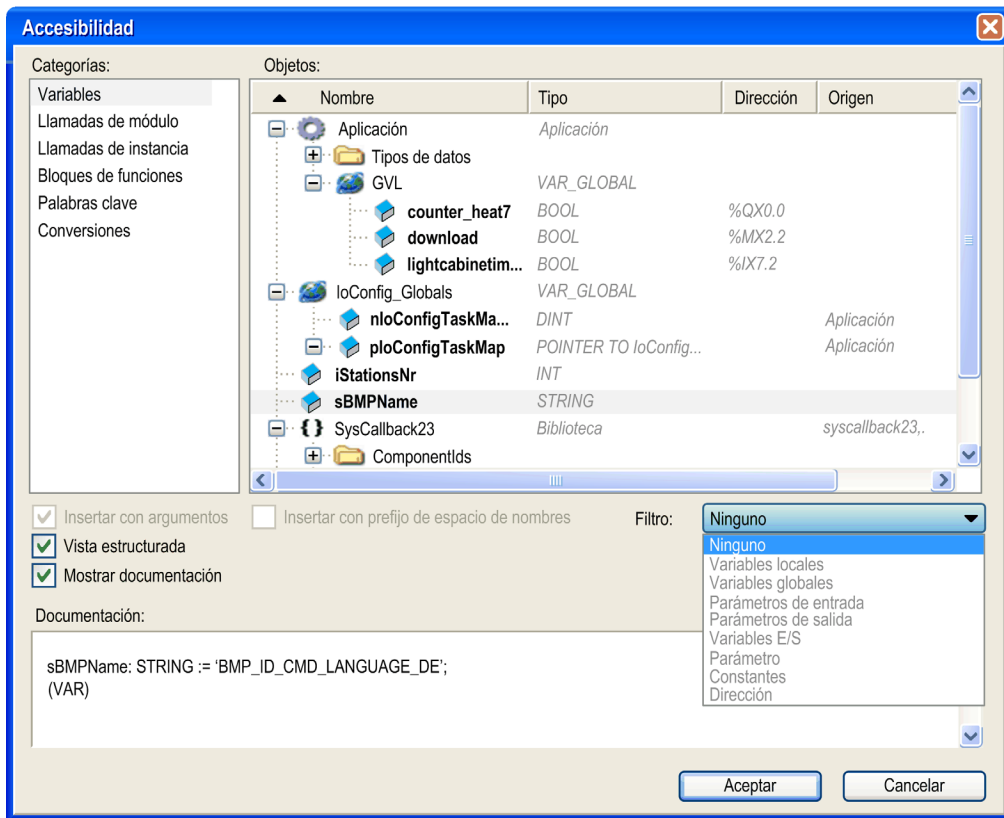 Accesibilidad
Categorías:
Objetos:
Variables
Llamadas de módulo
Llamadas de instancia
Bloques de funciones
Palabras clave
Conversiones
Nombre Tipo Dirección Origen
Aplicación Aplicación
Tipos de datos
GVL VAR_GLOBAL
counter_heat7 BOOL %QX0.0
download BOOL %MX2.2
lightcabinetim... BOOL %IX7.2
IoConfig_Globals VAR_GLOBAL
nIoConfigTaskMa... DINT Aplicación
pIoConfigTaskMap POINTER TO IoConfig... Aplicación
iStationsNr INT
sBMPName STRING
SysCallback23 Biblioteca syscallback23,.
ComponentIds
Insertar con argumentos Insertar con prefijo de espacio de nombres Filtro: Ninguno
Vista estructurada
Mostrar documentación
Ninguno
Variables locales
Variables globales
Parámetros de entrada
Parámetros de salida
Variables E/S
Parámetro
Constantes
Dirección
Documentación:
sBMPName: STRING := ‘BMP_ID_CMD_LANGUAGE_DE’;
(VAR)
Aceptar Cancelar